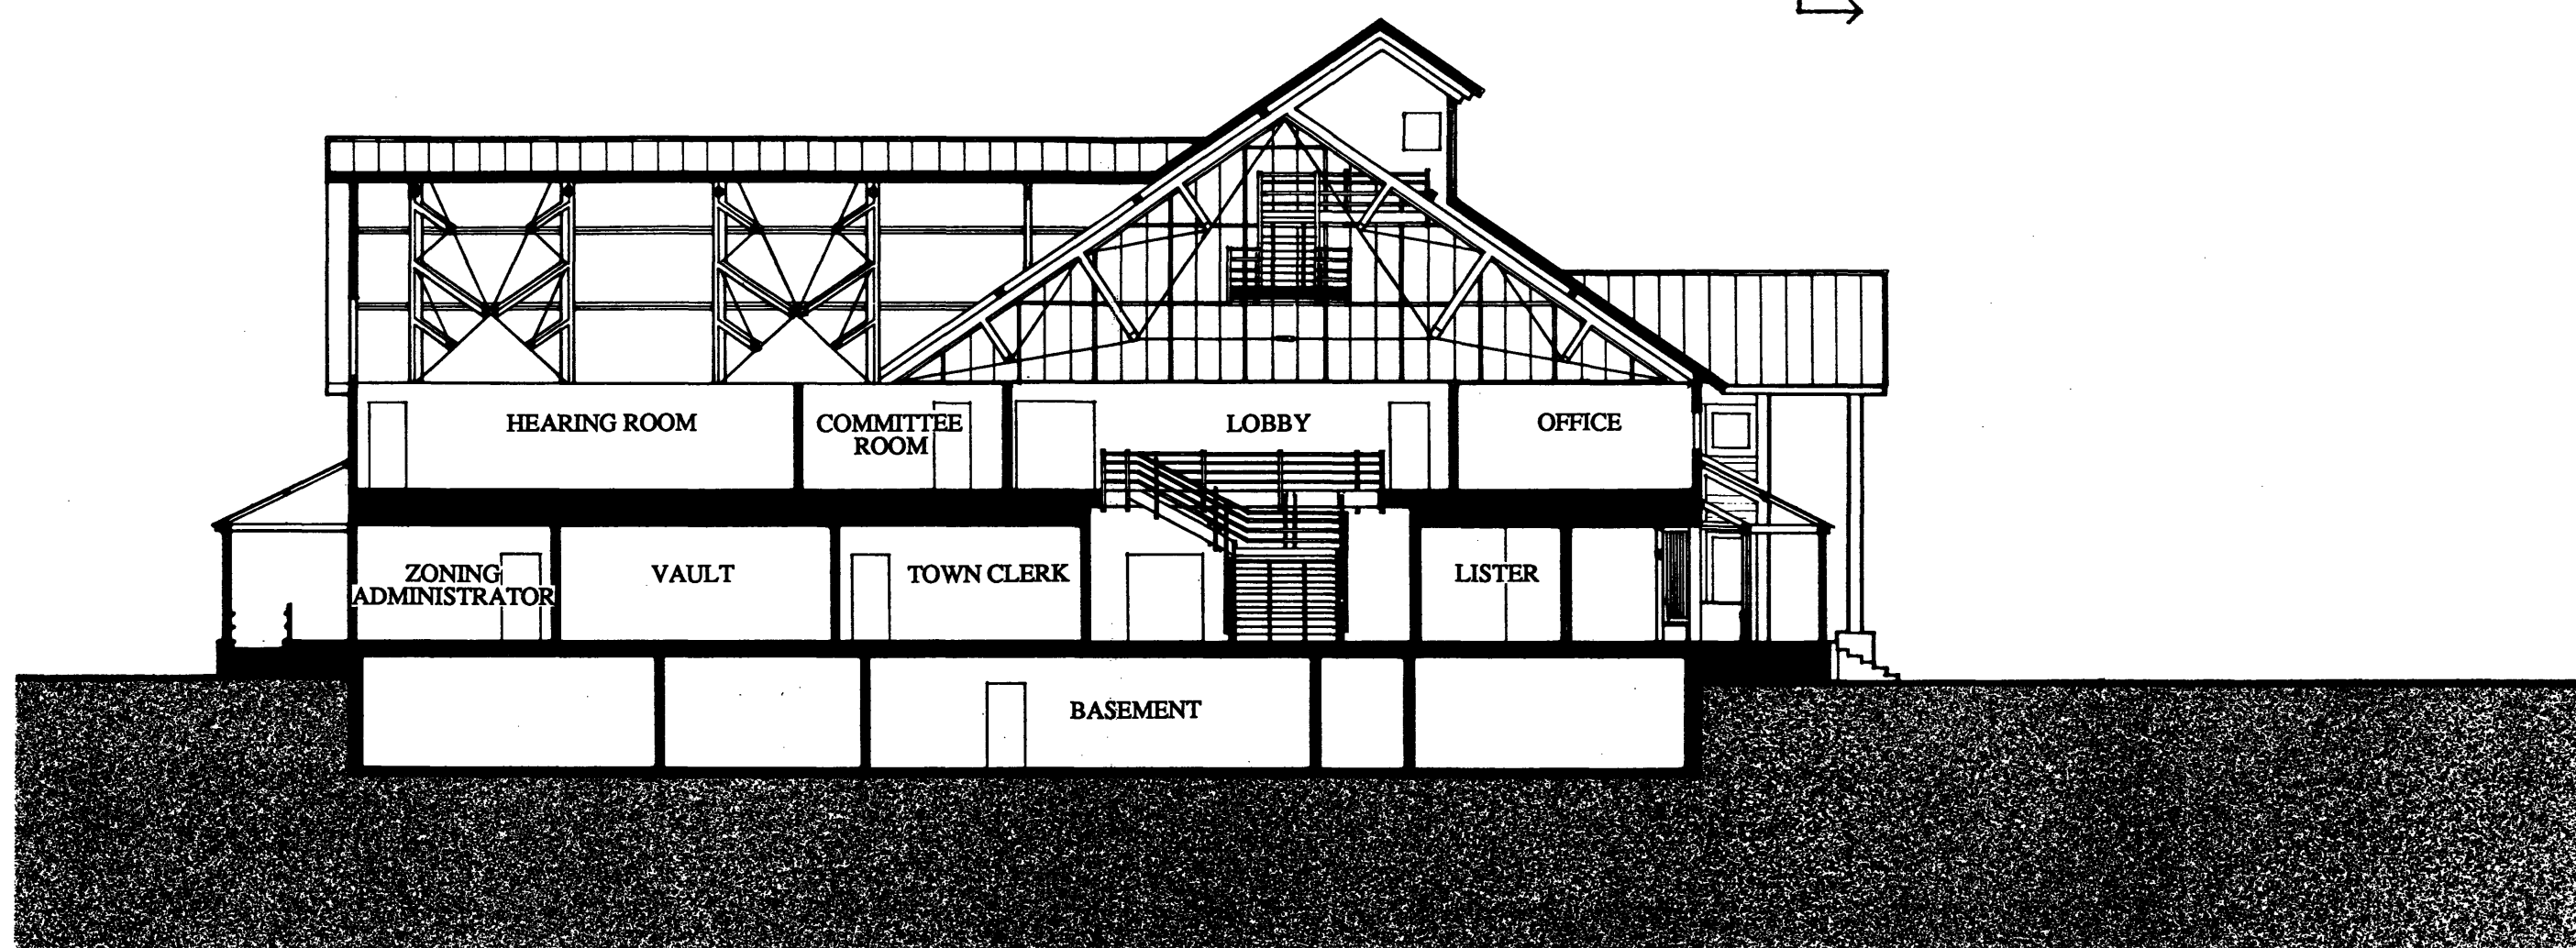 HEARING ROOM
COMMITTEE
ROOM
LOBBY
OFFICE
ZONING
ADMINISTRATOR
VAULT
TOWN CLERK
LISTER
BASEMENT